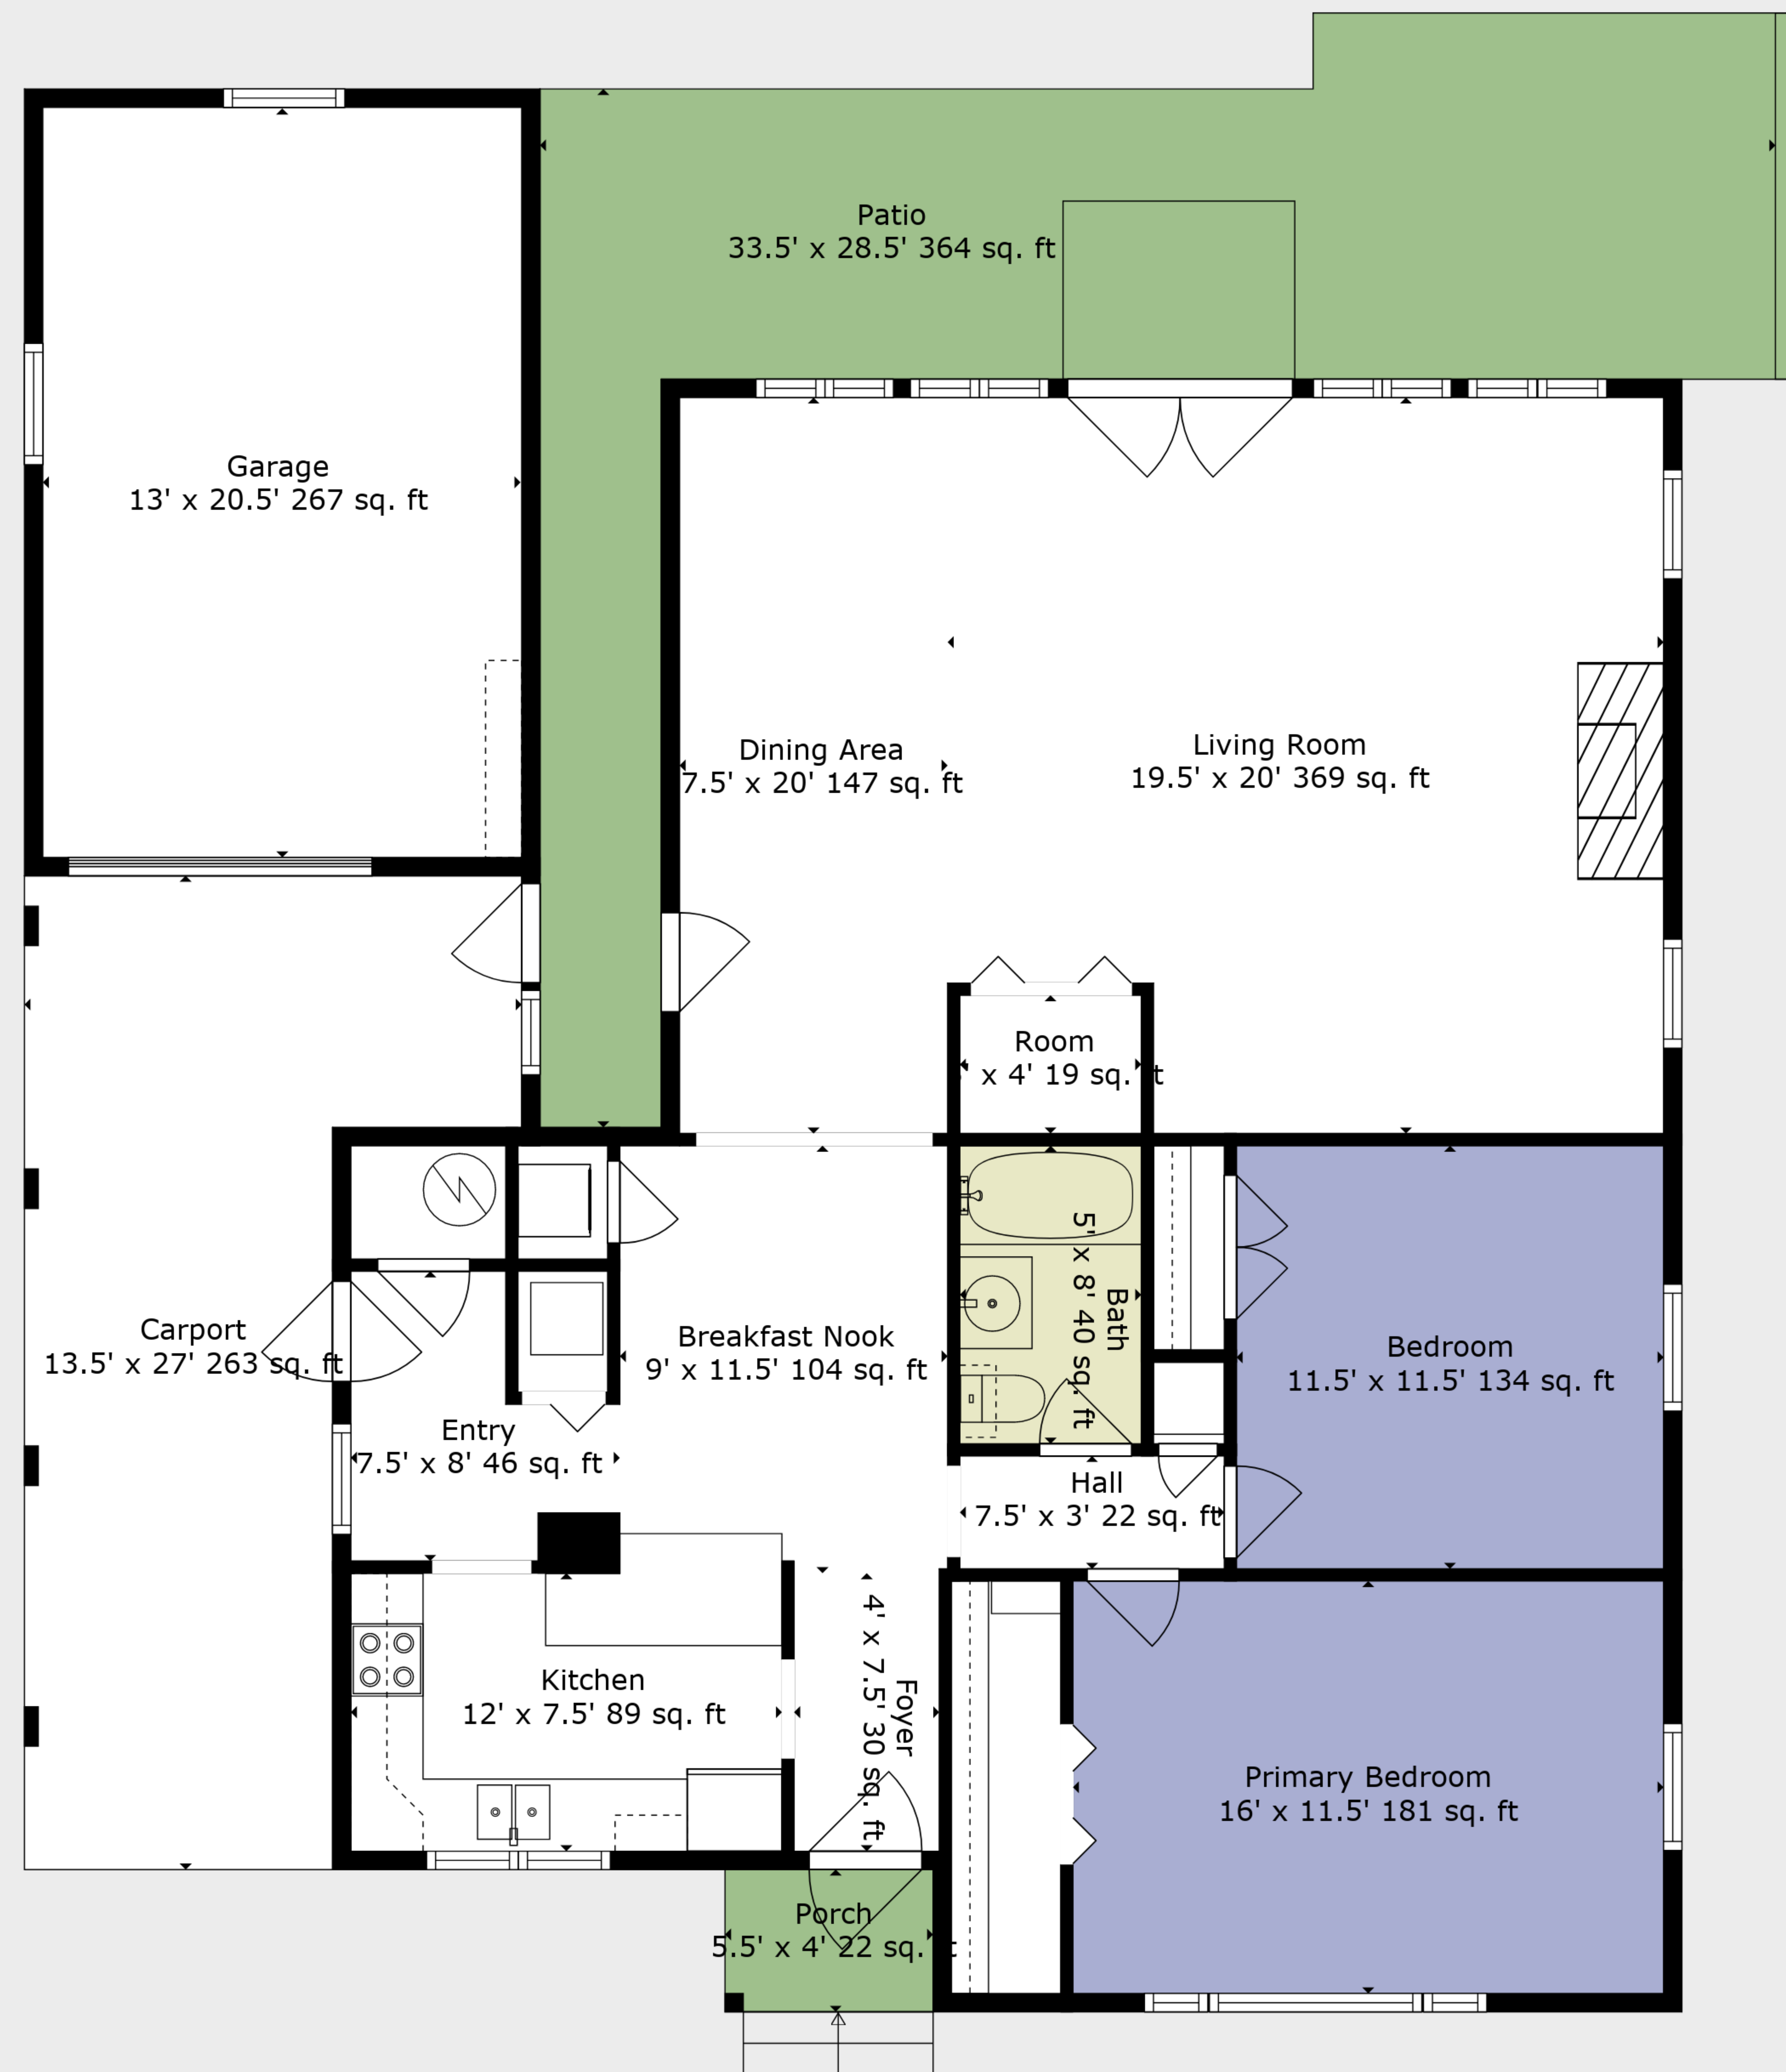 Patio
33.5' x 28.5' 364 sq. ft
Garage
13' x 20.5' 267 sq. ft
Dining Area
7.5' x 20' 147 sq. ft
Living Room
19.5' x 20' 369 sq. ft
Room
' x 4' 19 sq. ft
Carport
13.5' x 27' 263 sq. ft
Breakfast Nook
9' x 11.5' 104 sq. ft
Bath
5' x 8' 40 sq. ft
Bedroom
11.5' x 11.5' 134 sq. ft
Entry
7.5' x 8' 46 sq. ft
Hall
7.5' x 3' 22 sq. ft
Kitchen
12' x 7.5' 89 sq. ft
Foyer
4' x 7.5' 30 sq. ft
Primary Bedroom
16' x 11.5' 181 sq. ft
Porch
5.5' x 4' 22 sq. ft